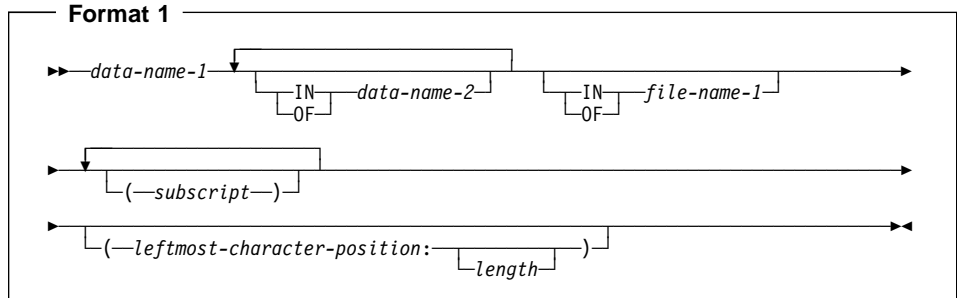 Format 1
data-name-1 IN data-name-2 IN file-name-1
OF OF
( subscript )
( leftmost-character-position: )
length